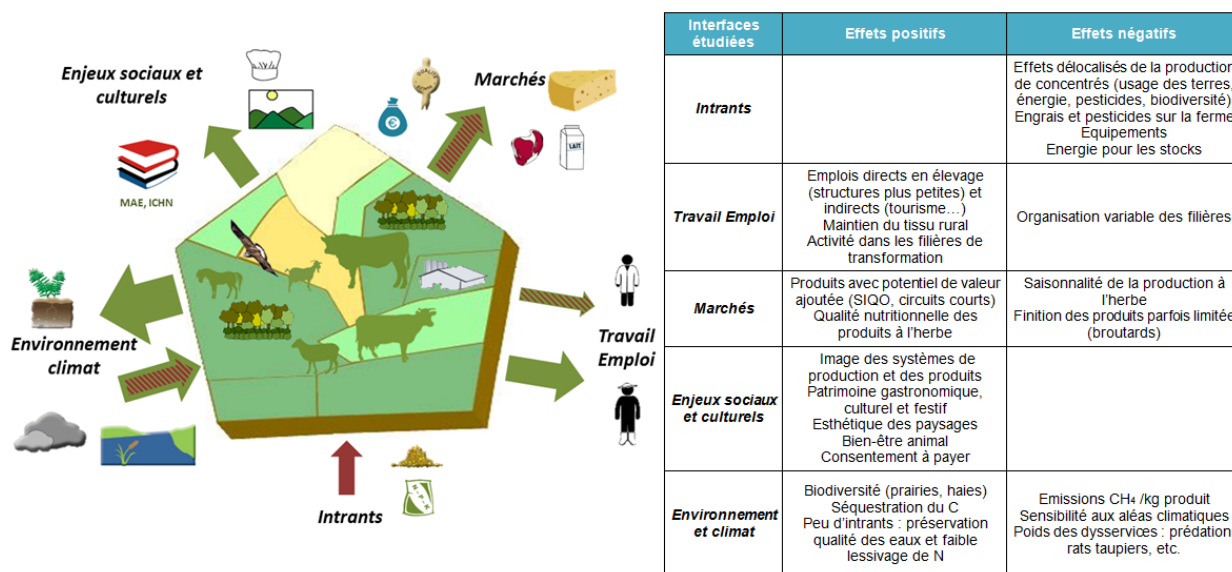 Enjeux sociaux et
culturels
MAE, ICHN
Marchés
LAIT
Environnement
climat
Travail
Emploi
Intrants
Interfaces
étudiées
Effets positifs
Effets négatifs
Intrants
Effets délocalisés de la production
de concentrés (usage des terres,
énergie, pesticides, biodiversité)
Engrais et pesticides sur la ferme
Equipements
Energie pour les stocks
Travail Emploi
Emplois directs en élevage
(structures plus petites) et
indirects (tourisme…)
Maintien du tissu rural
Activité dans les filières de
transformation
Organisation variable des filières
Marchés
Produits avec potentiel de valeur
ajoutée (SIQO, circuits courts)
Qualité nutritionnelle des
produits à l'herbe
Saisonnalité de la production à
l'herbe
Finition des produits parfois limitée
(broutards)
Enjeux sociaux
et culturels
Image des systèmes de
production et des produits
Patrimoine gastronomique,
culturel et festif
Esthétique des paysages
Bien-être animal
Consentement à payer
Environnement
et climat
Biodiversité (prairies, haies)
Séquestration du C
Peu d'intrants : préservation
qualité des eaux et faible
lessivage de N
Emissions CH₄ /kg produit
Sensibilité aux aléas climatiques
Poids des dysservices : prédation,
rats taupiers, etc.